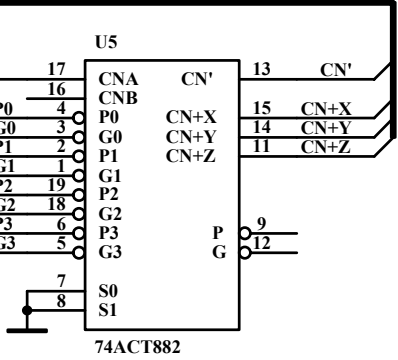 U5
17 CNA CN' 13 CN'
16 CNB
P0 4 P0 CN+X 15 CN+X
G0 3 G0 CN+Y 14 CN+Y
P1 2 P1 CN+Z 11 CN+Z
G1 1 G1
P2 19 P2
G2 18 G2
P3 6 P3 P 9
G3 5 G3 G 12
7 S0
8 S1
74ACT882